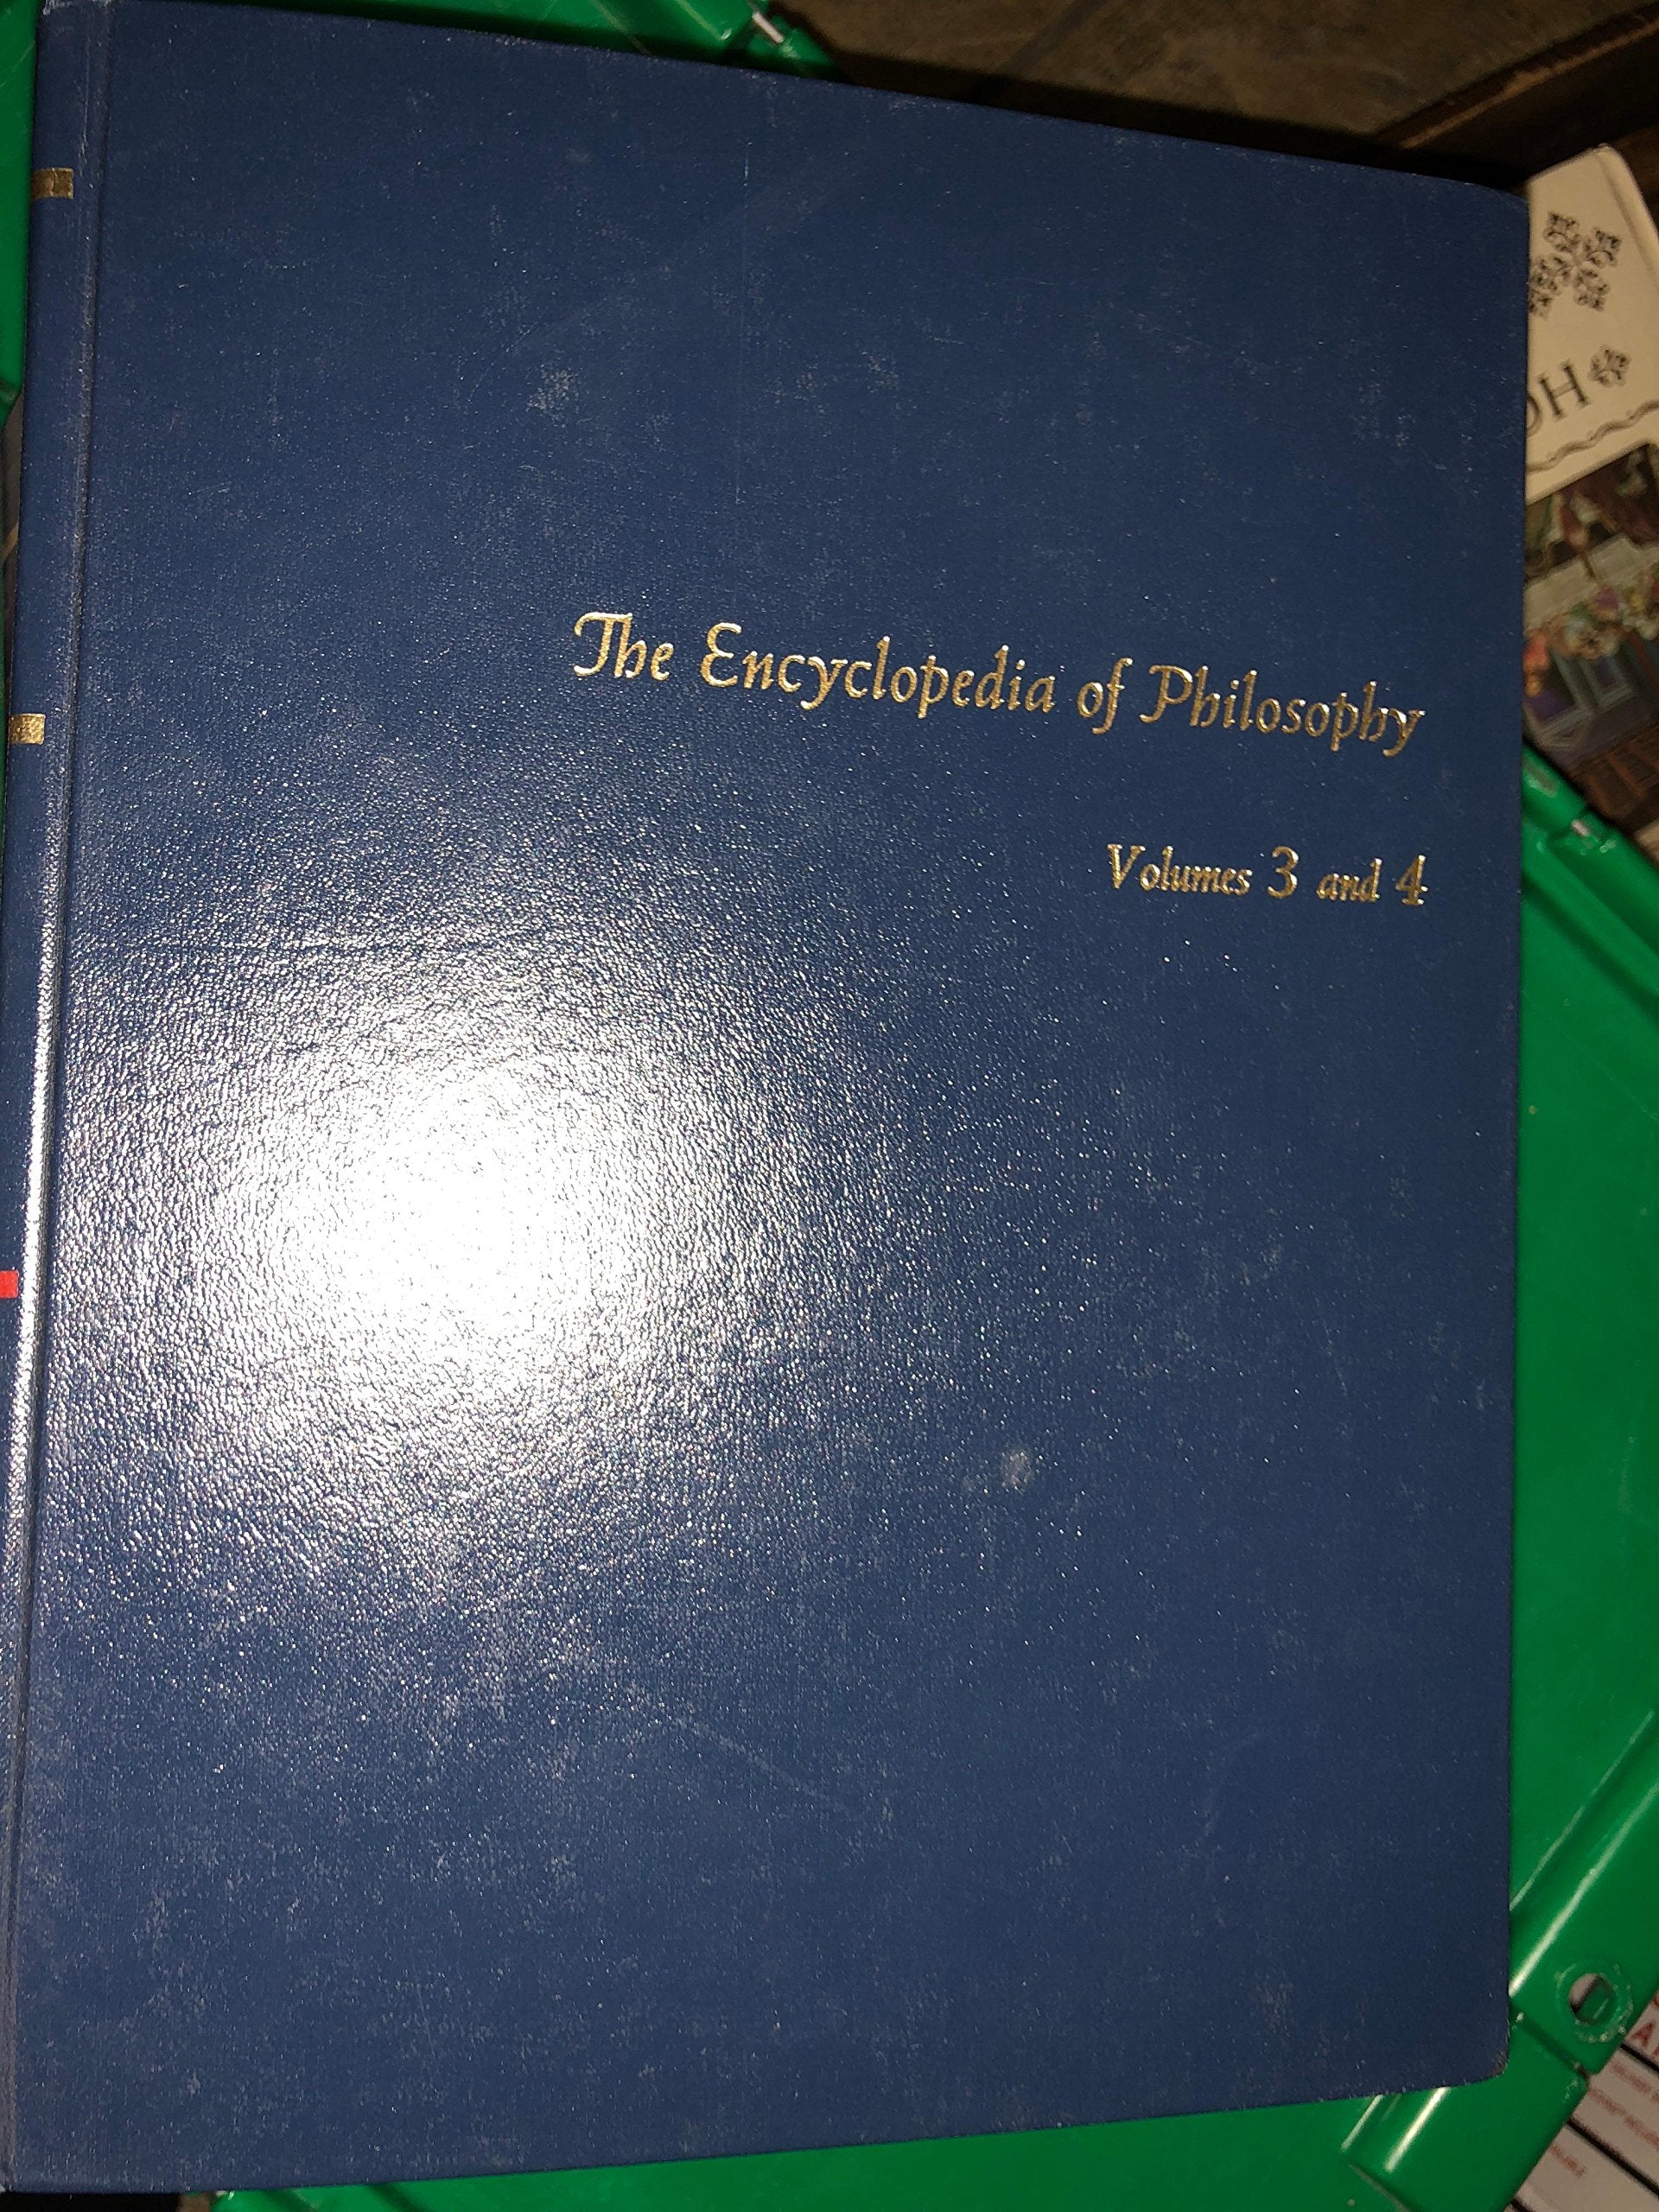 The Encyclopedia of Philosophy
Volumes 3 and 4